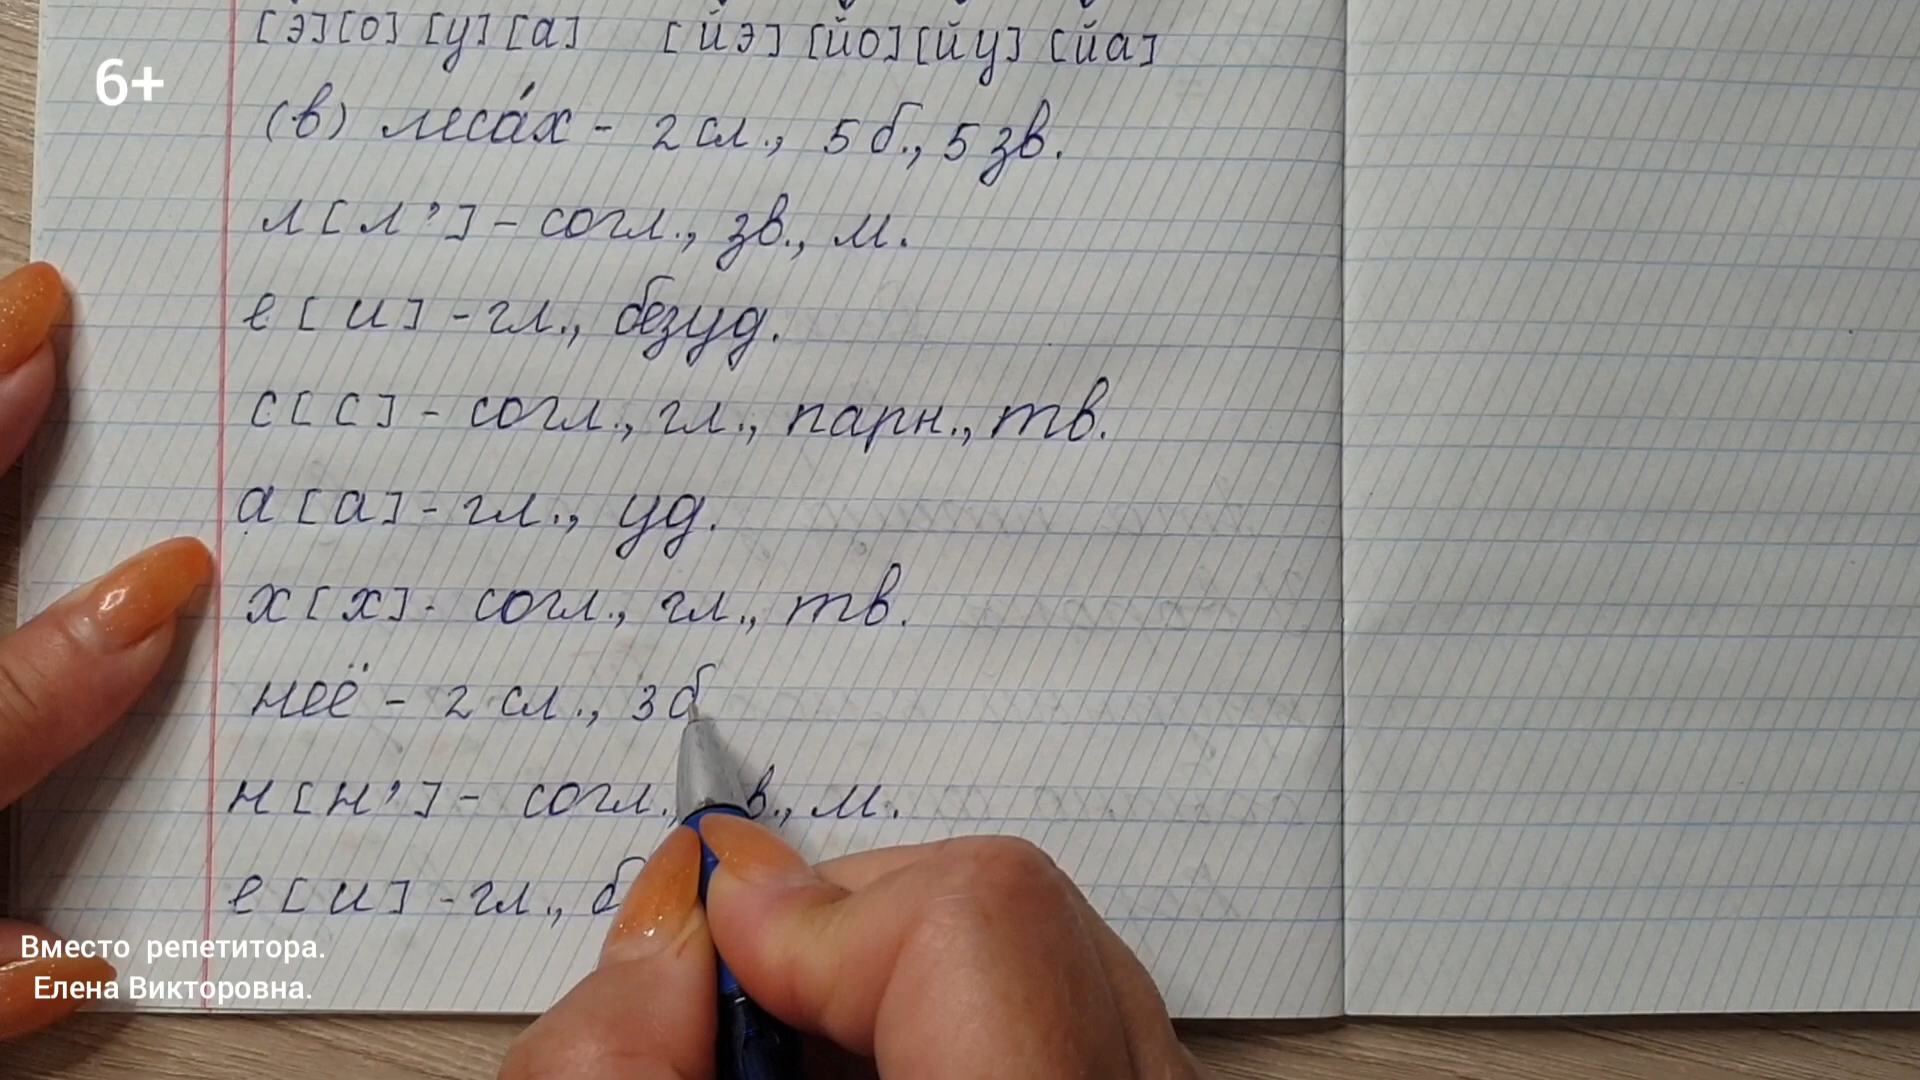 [э][о] [у][а] [йэ] [йо][йу] [йа]
6+
(в) леса́х - 2 сл., 5 б., 5 зв.
л [л’] - согл., зв., м.
е [и] - гл., безуд.
с [с] - согл., гл., парн., тв.
а [а] - гл., уд.
х [х] - согл., гл., тв.
неё - 2 сл., 3 б
н [н’] - согл., в., м.
е [и] - гл., б
Вместо репетитора.
Елена Викторовна.